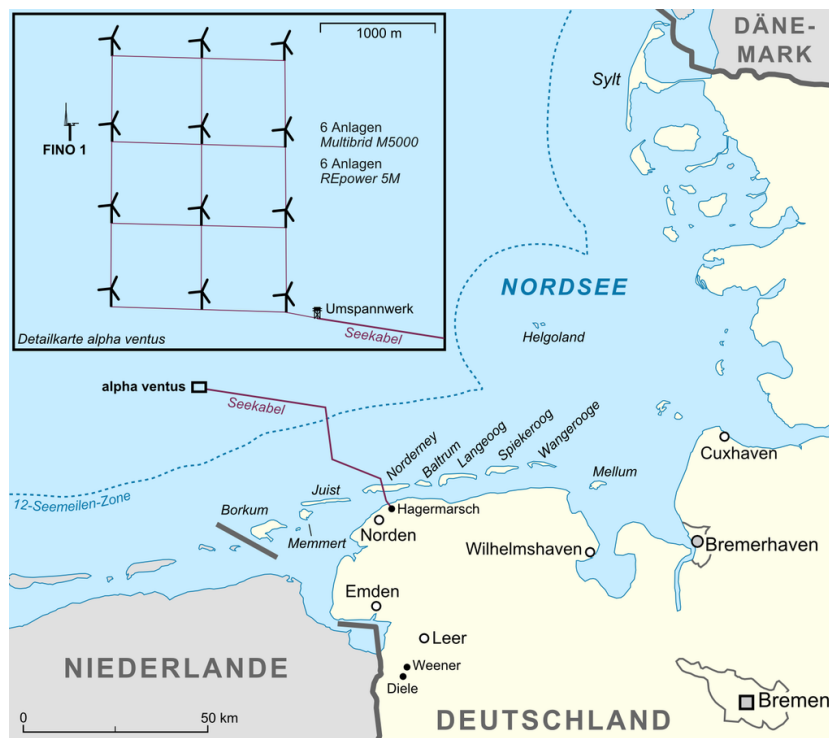 1000 m
FINO 1
6 Anlagen
Multibrid M5000
6 Anlagen
REpower 5M
Umspannwerk
Seekabel
Detailkarte alpha ventus
DÄNE-
MARK
Sylt
NORDSEE
Helgoland
alpha ventus
Seekabel
12-Seemeilen-Zone
Borkum
Juist
Memmert
Norderney
Baltrum
Langeoog
Spiekeroog
Wangerooge
Mellum
Cuxhaven
Hagermarsch
Norden
Wilhelmshaven
Bremerhaven
Emden
Leer
Weener
Diele
NIEDERLANDE
DEUTSCHLAND
Bremen
0
50 km